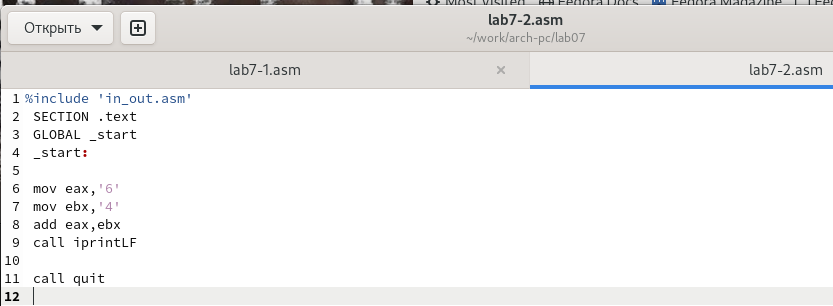 Most Visited Fedora Docs Fedora Magazine
Открыть
lab7-2.asm
~/work/arch-pc/lab07
lab7-1.asm × lab7-2.asm
1 %include 'in_out.asm'
2 SECTION .text
3 GLOBAL _start
4 _start:
5
6 mov eax,'6'
7 mov ebx,'4'
8 add eax,ebx
9 call iprintLF
10
11 call quit
12